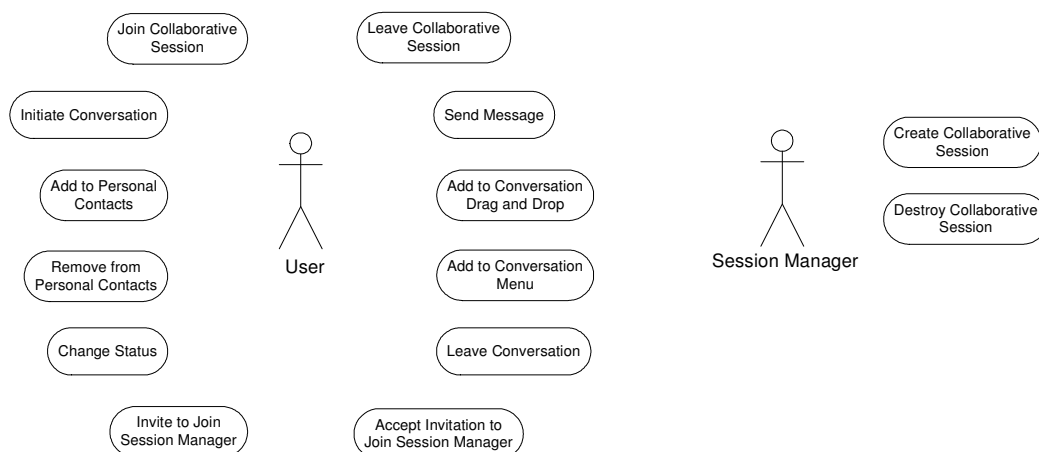 Join Collaborative
Session
Leave Collaborative
Session
Initiate Conversation
Send Message
Create Collaborative
Session
Add to Personal
Contacts
Add to Conversation
Drag and Drop
Destroy Collaborative
Session
User
Session Manager
Remove from
Personal Contacts
Add to Conversation
Menu
Change Status
Leave Conversation
Invite to Join
Session Manager
Accept Invitation to
Join Session Manager